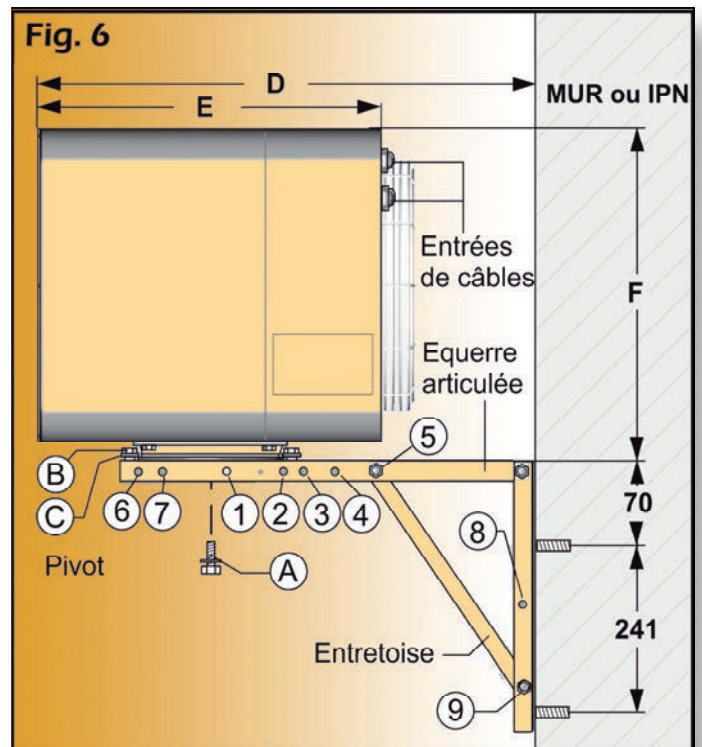 Fig. 6
D
E
MUR ou IPN
Entrées
de câbles
F
Equerre
articulée
B
5
C
6 7 1 2 3 4
70
8
Pivot
A
241
Entretoise
9